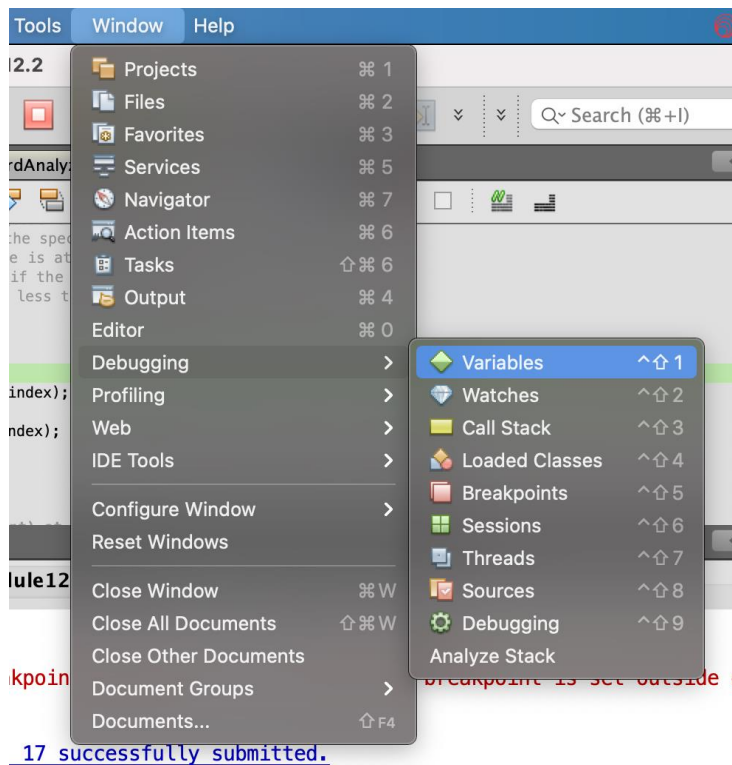 Tools Window Help
12.2
Projects ⌘ 1
Files ⌘ 2
Search (⌘+I)
Favorites ⌘ 3
rdAnaly
Services ⌘ 5
Navigator ⌘ 7
the spec
Action Items ⌘ 6
e is at
Tasks ⇧⌘ 6
if the
less t
Output ⌘ 4
Editor ⌘ 0
Debugging >
Variables ^⇧ 1
index);
Profiling >
Watches ^⇧ 2
ndex);
Web >
Call Stack ^⇧ 3
IDE Tools >
Loaded Classes ^⇧ 4
Breakpoints ^⇧ 5
Configure Window >
Sessions ^⇧ 6
Reset Windows
Threads ^⇧ 7
dule12
Close Window ⌘ W
Sources ^⇧ 8
Close All Documents ⇧⌘ W
Debugging ^⇧ 9
Close Other Documents
Analyze Stack
kpoin
breakpoint is set outside
Document Groups >
Documents... ⇧ F4
17 successfully submitted.